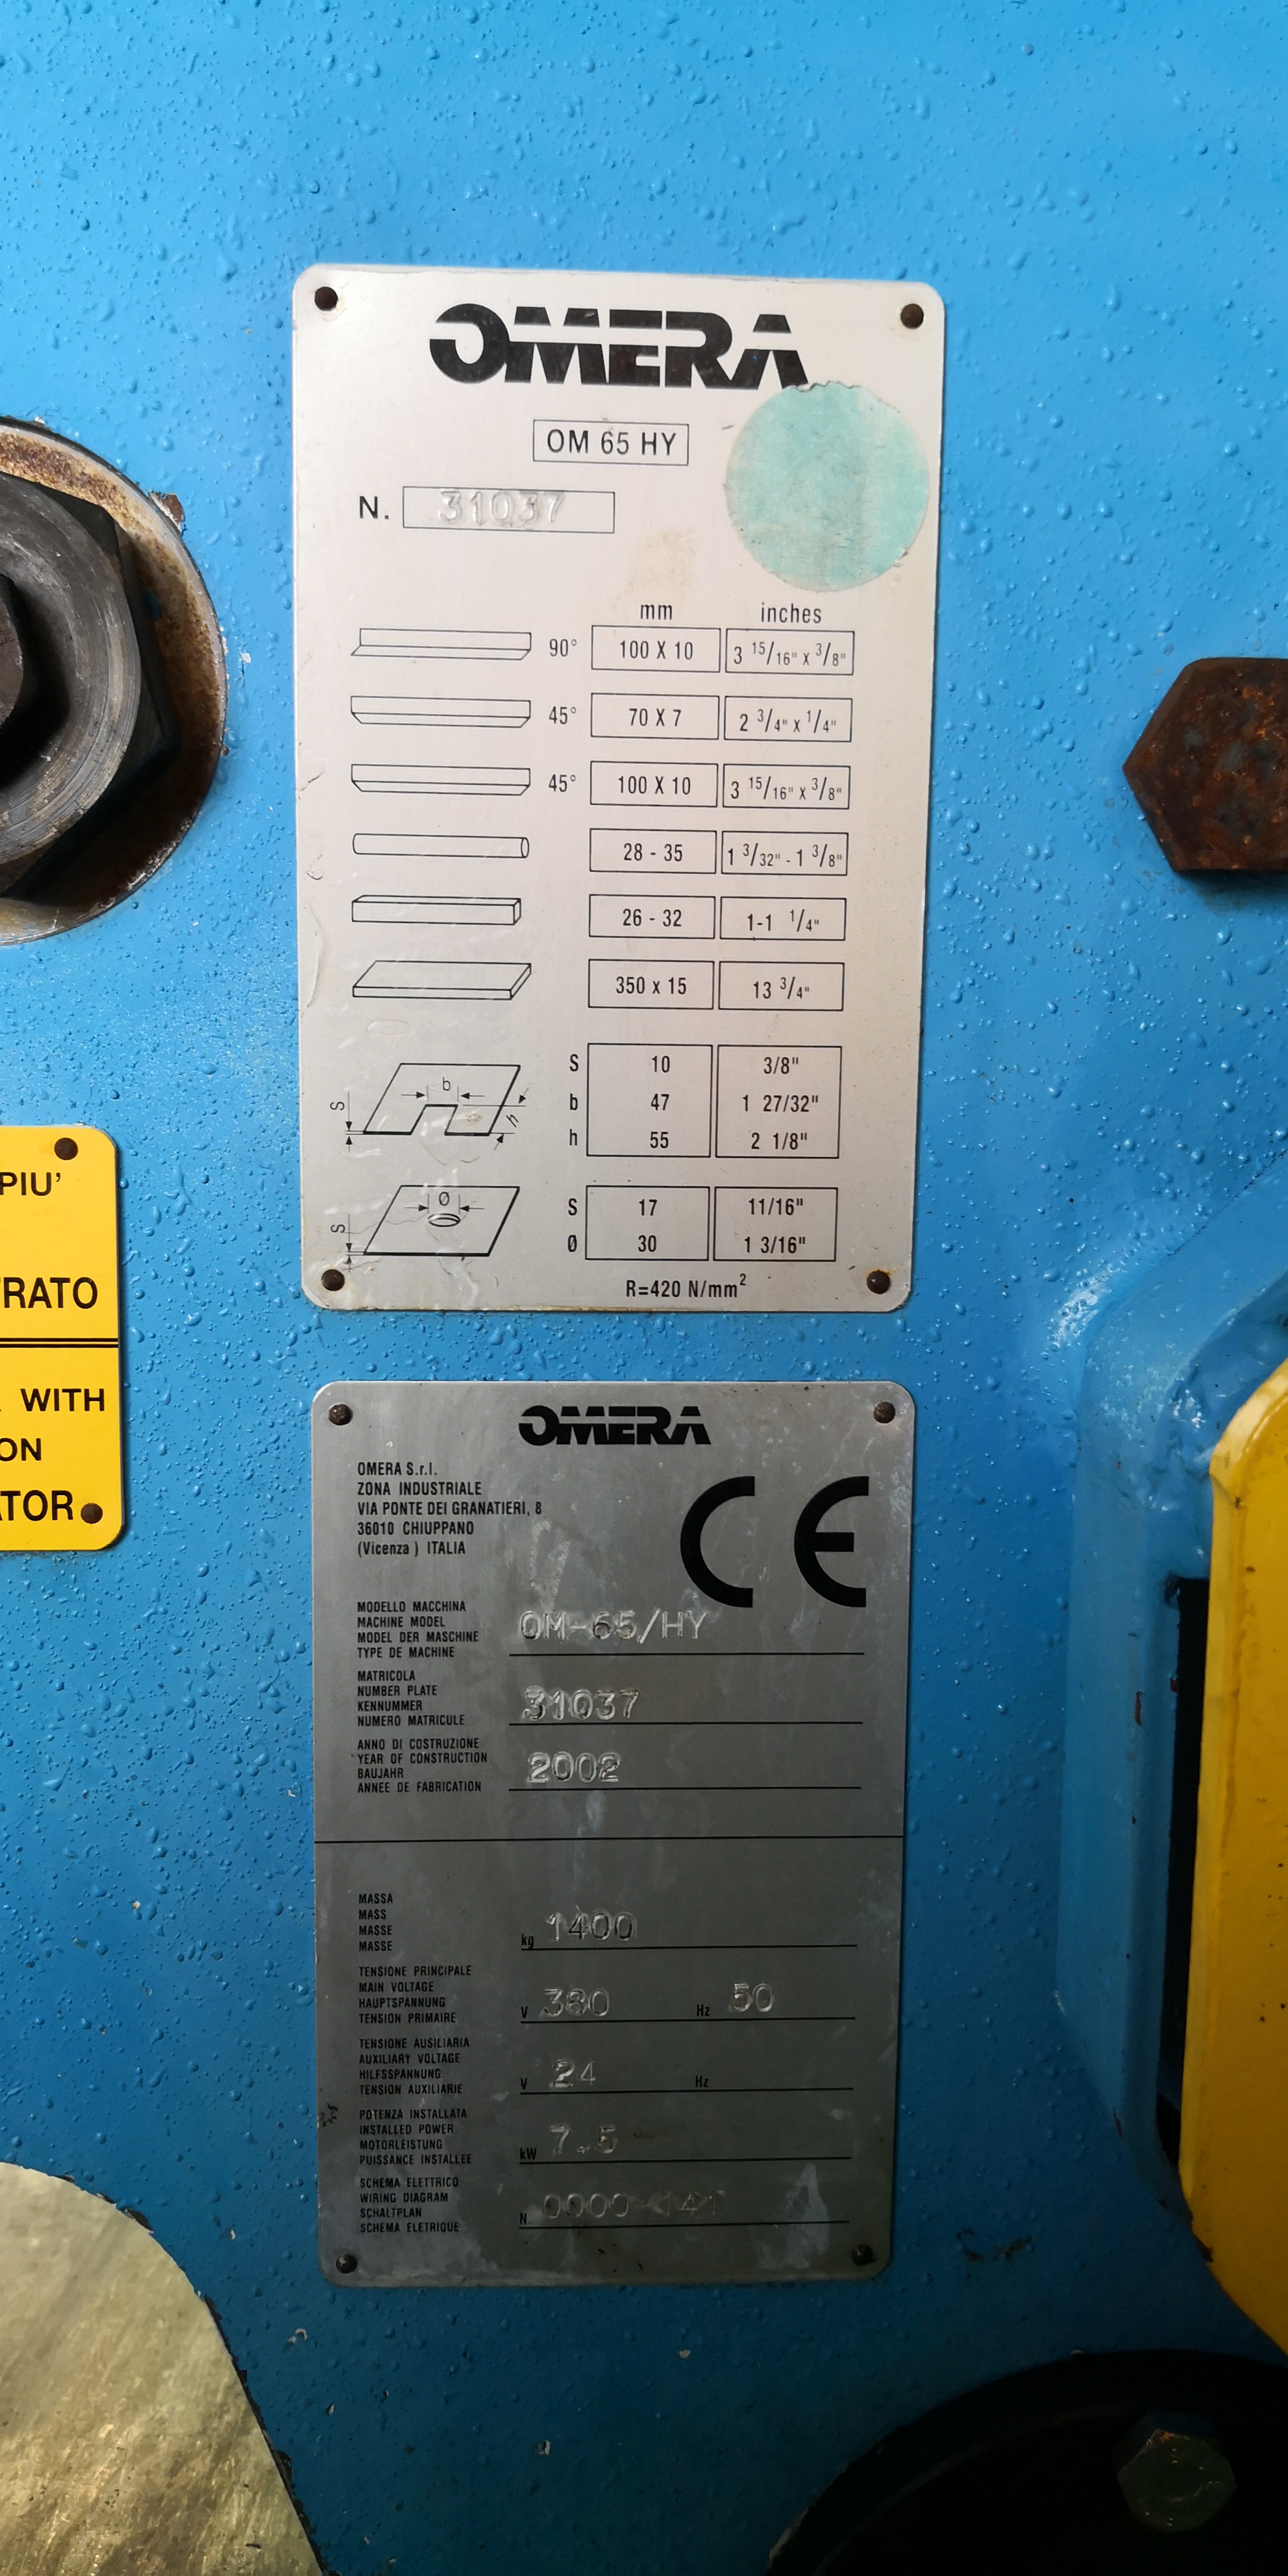 OMERA
OM 65 HY
N. 31037
mm inches
90° 100 X 10 3 15/16" x 3/8"
45° 70 X 7 2 3/4" x 1/4"
45° 100 X 10 3 15/16" x 3/8"
28 - 35 1 3/32" - 1 3/8"
26 - 32 1-1 1/4"
350 x 15 13 3/4"
S 10 3/8"
b 47 1 27/32"
h 55 2 1/8"
S b h
S 17 11/16"
Ø 30 1 3/16"
S Ø
R=420 N/mm²
PIU'
RATO
WITH
ON
ATOR
OMERA
OMERA S.r.l.
ZONA INDUSTRIALE
VIA PONTE DEI GRANATIERI, 8
36010 CHIUPPANO
(Vicenza ) ITALIA
CE
MODELLO MACCHINA
MACHINE MODEL
MODEL DER MASCHINE
TYPE DE MACHINE
OM-65/HY
MATRICOLA
NUMBER PLATE
KENNUMMER
NUMERO MATRICULE
31037
ANNO DI COSTRUZIONE
YEAR OF CONSTRUCTION
BAUJAHR
ANNEE DE FABRICATION
2002
MASSA
MASS
MASSE
MASSE
kg 1400
TENSIONE PRINCIPALE
MAIN VOLTAGE
HAUPTSPANNUNG
TENSION PRIMAIRE
V 380 Hz 50
TENSIONE AUSILIARIA
AUXILIARY VOLTAGE
HILFSSPANNUNG
TENSION AUXILIARIE
V 24 Hz
POTENZA INSTALLATA
INSTALLED POWER
MOTORLEISTUNG
PUISSANCE INSTALLEE
kW 7.5
SCHEMA ELETTRICO
WIRING DIAGRAM
SCHALTPLAN
SCHEMA ELETRIQUE
N